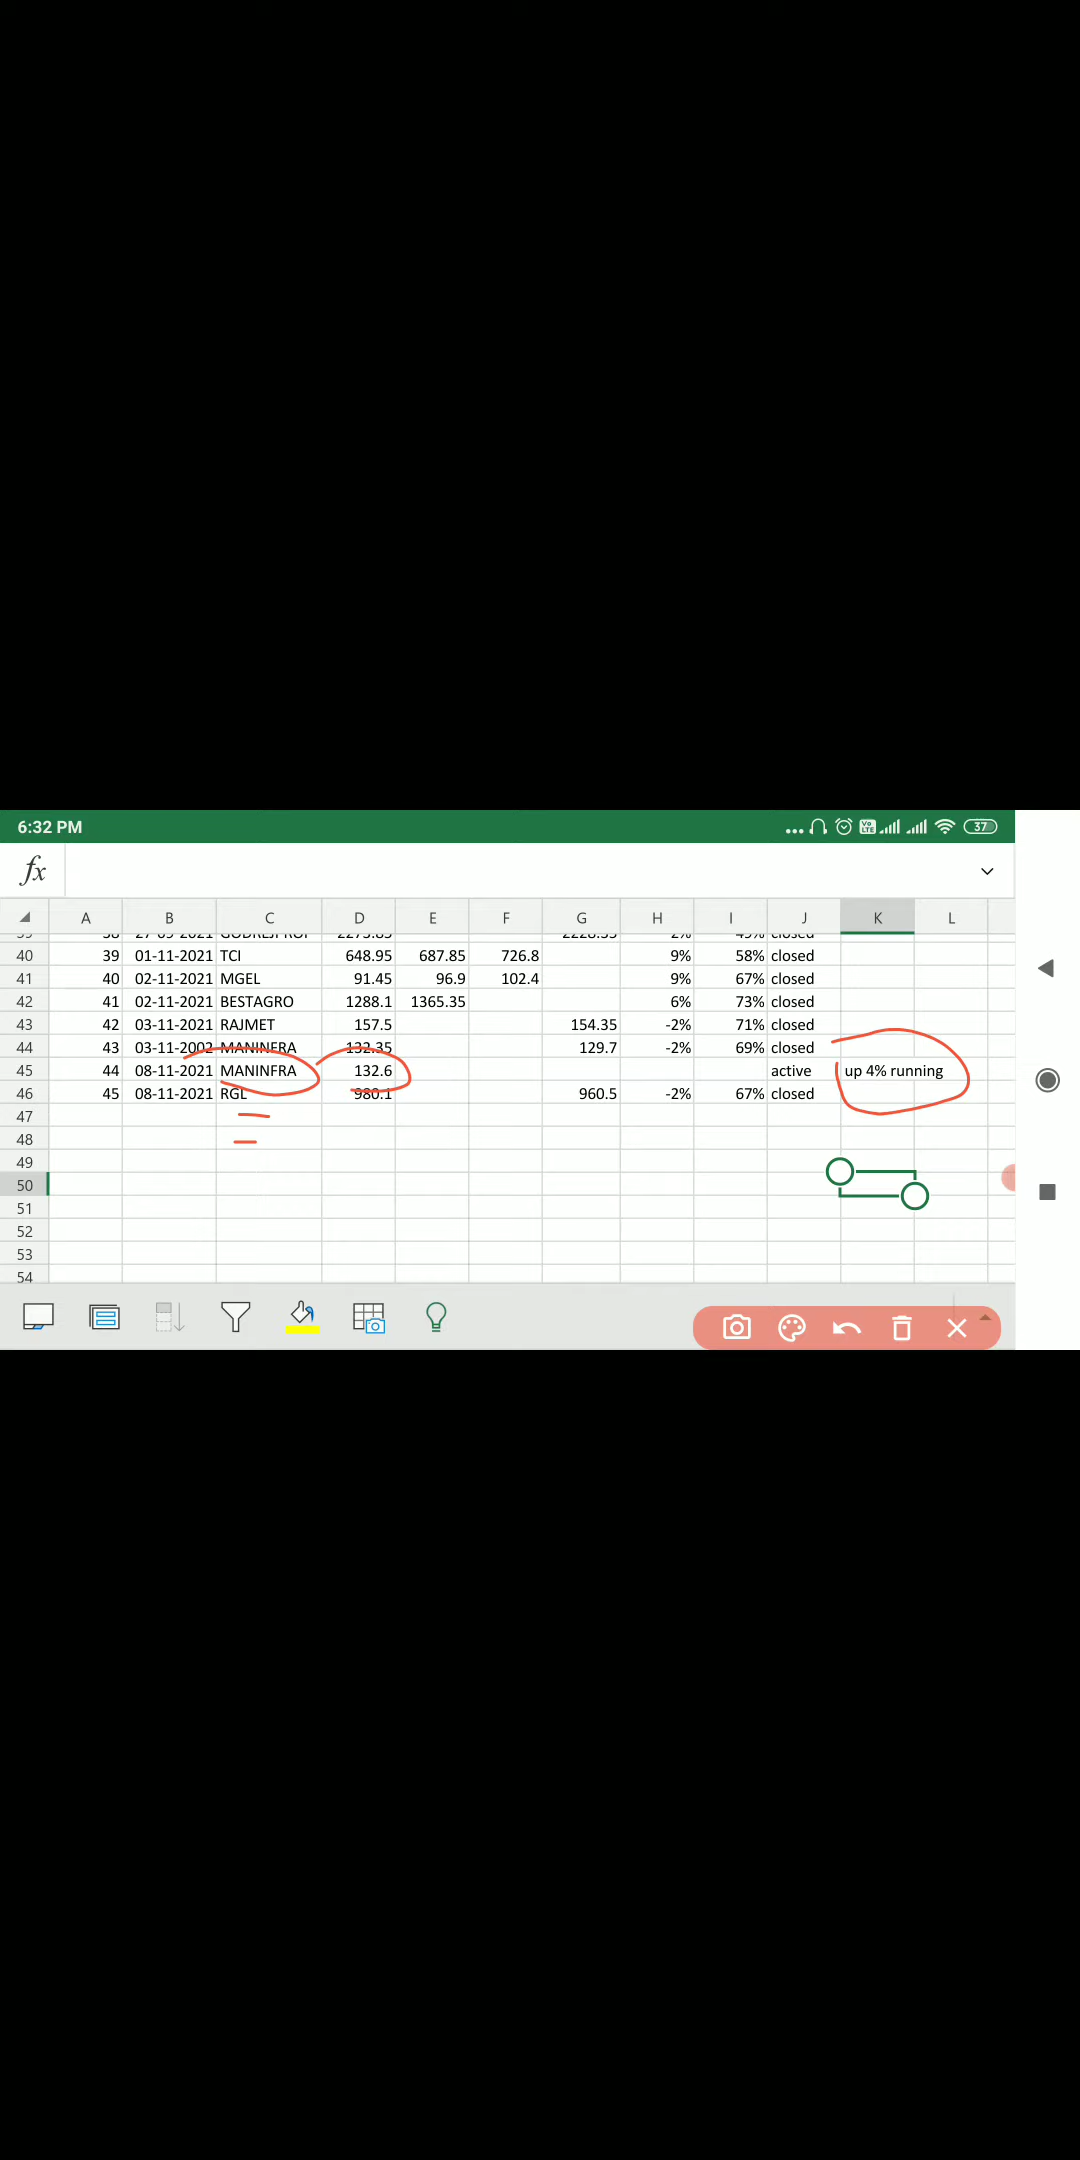 6:32 PM ... Vo LTE 37
fx
A B C D E F G H I J K L
40 39 01-11-2021 TCI 648.95 687.85 726.8 9% 58% closed
41 40 02-11-2021 MGEL 91.45 96.9 102.4 9% 67% closed
42 41 02-11-2021 BESTAGRO 1288.1 1365.35 6% 73% closed
43 42 03-11-2021 RAJMET 157.5 154.35 -2% 71% closed
44 43 03-11-2002 MANINFRA 132.35 129.7 -2% 69% closed
45 44 08-11-2021 MANINFRA 132.6 active up 4% running
46 45 08-11-2021 RGL 980.1 960.5 -2% 67% closed
47
48
49
50
51
52
53
54